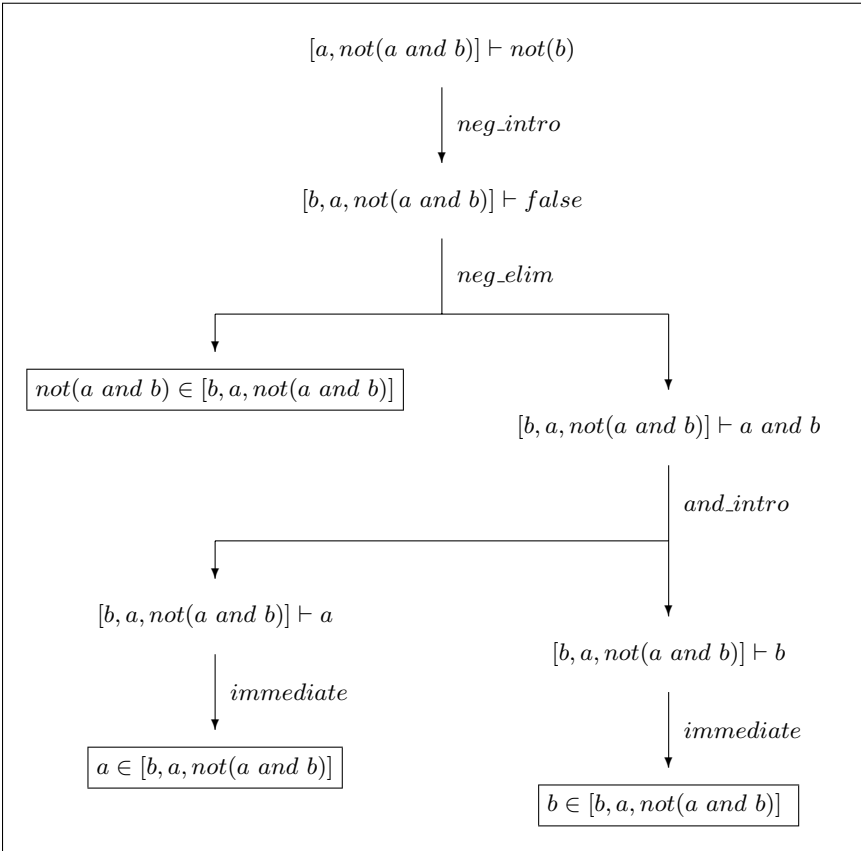 [a, not(a and b)] ⊢ not(b)
neg_intro
[b, a, not(a and b)] ⊢ false
neg_elim
not(a and b) ∈ [b, a, not(a and b)]
[b, a, not(a and b)] ⊢ a and b
and_intro
[b, a, not(a and b)] ⊢ a
[b, a, not(a and b)] ⊢ b
immediate
immediate
a ∈ [b, a, not(a and b)]
b ∈ [b, a, not(a and b)]